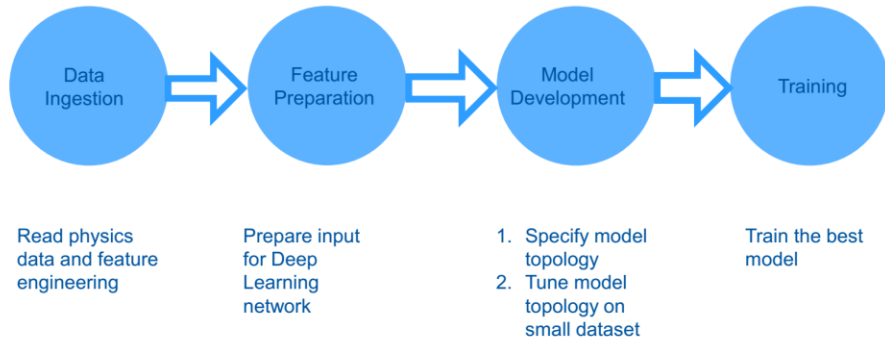 Data
Ingestion
Feature
Preparation
Model
Development
Training
Read physics
data and feature
engineering
Prepare input
for Deep
Learning
network
1. Specify model
topology
2. Tune model
topology on
small dataset
Train the best
model